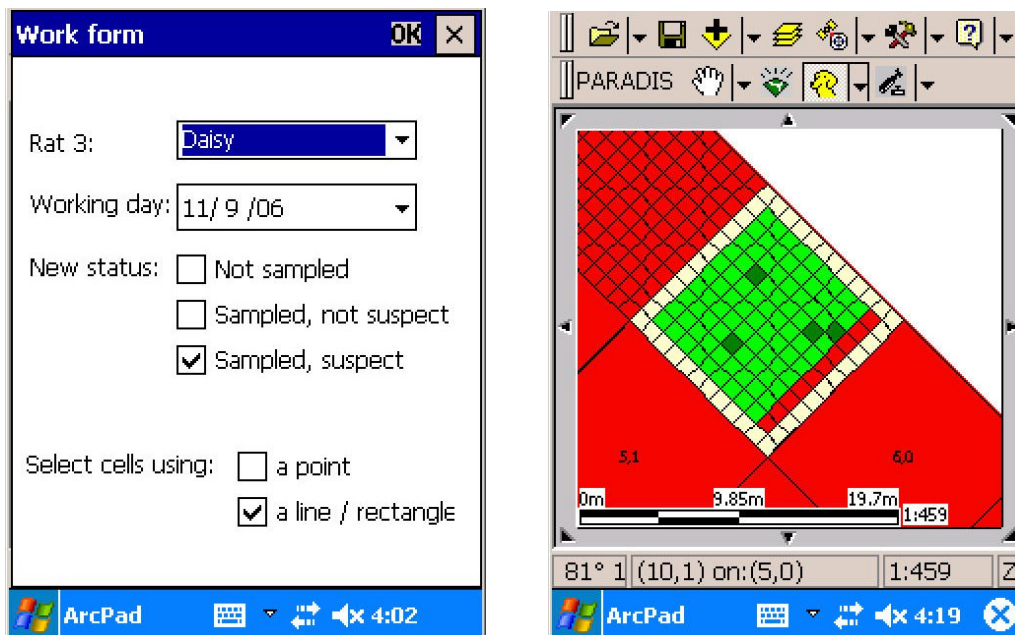 Work form OK
Rat 3: Daisy
Working day: 11/ 9 /06
New status: Not sampled
Sampled, not suspect
Sampled, suspect
Select cells using: a point
a line / rectangle
ArcPad 4:02
PARADIS
5,1 6,0
0m 9.85m 19.7m
1:459
81° 1 (10,1) on:(5,0) 1:459 Z
ArcPad 4:19